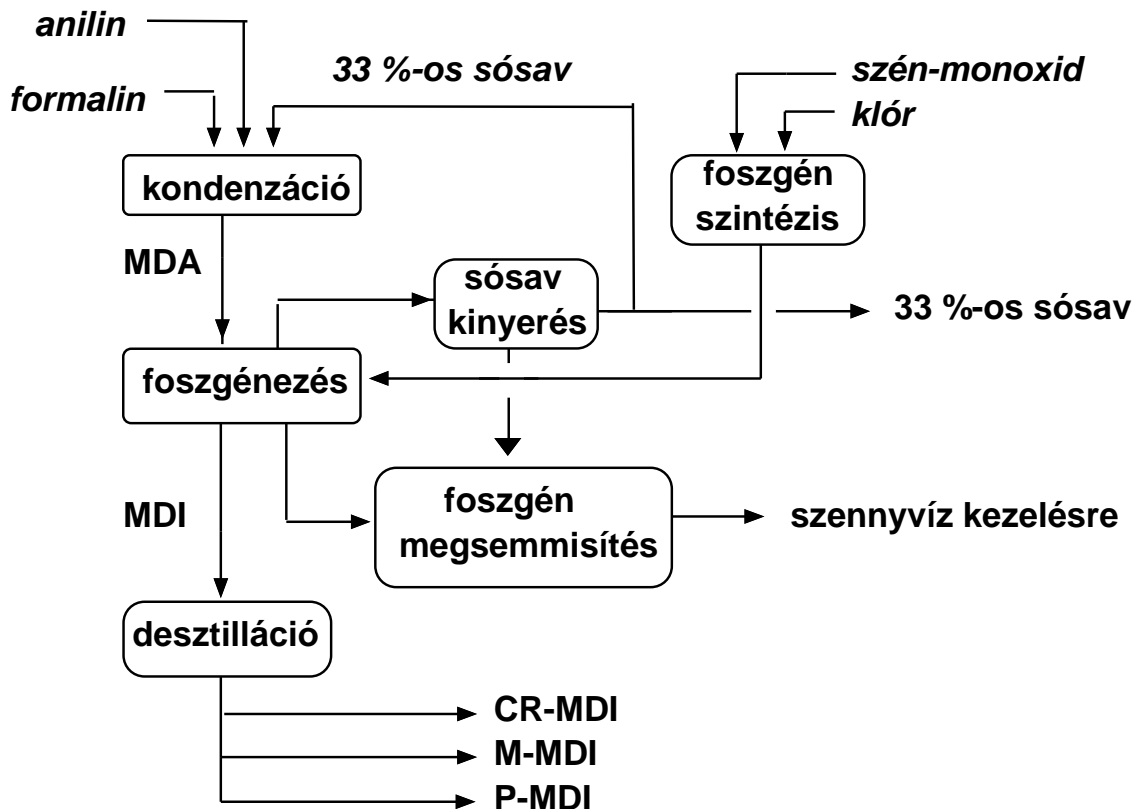 anilin
33 %-os sósav
szén-monoxid
formalin
klór
kondenzáció
foszgén
szintézis
MDA
sósav
kinyerés
33 %-os sósav
foszgénezés
MDI
foszgén
megsemmisítés
szennyvíz kezelésre
desztilláció
CR-MDI
M-MDI
P-MDI